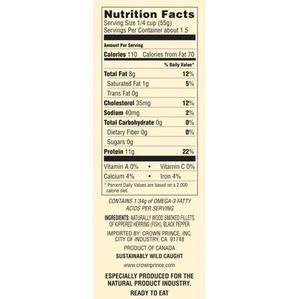 Nutrition Facts
Serving Size 1/4 cup (55g)
Servings Per Container about 1.5
Amount Per Serving
Calories 110 Calories from Fat 70
% Daily Value*
Total Fat 8g 12%
Saturated Fat 1g 5%
Trans Fat 0g
Cholesterol 35mg 12%
Sodium 40mg 2%
Total Carbohydrate 0g 0%
Dietary Fiber 0g 0%
Sugars 0g
Protein 11g 22%
Vitamin A 0% • Vitamin C 0%
Calcium 4% • Iron 4%
* Percent Daily Values are based on a 2,000
calorie diet.
CONTAINS 1.34g of OMEGA-3 FATTY
ACIDS PER SERVING
INGREDIENTS: NATURALLY WOOD SMOKED FILLETS
OF KIPPERED HERRING (FISH), BLACK PEPPER
IMPORTED BY: CROWN PRINCE, INC.
CITY OF INDUSTRY, CA 91748
PRODUCT OF CANADA
SUSTAINABLY WILD CAUGHT
www.crownprince.com
ESPECIALLY PRODUCED FOR THE
NATURAL PRODUCT INDUSTRY.
READY TO EAT